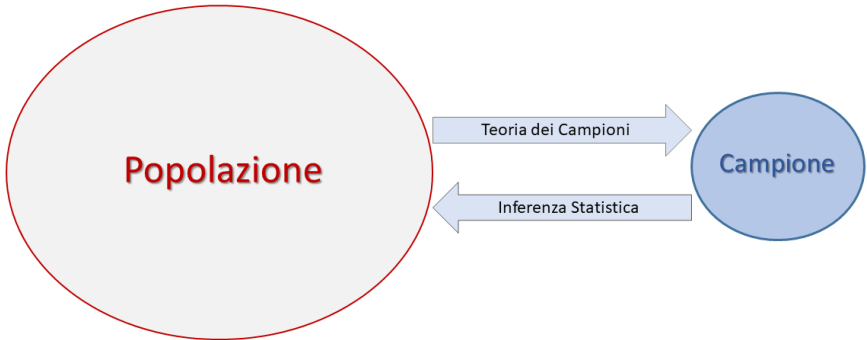 Popolazione
Teoria dei Campioni
Inferenza Statistica
Campione